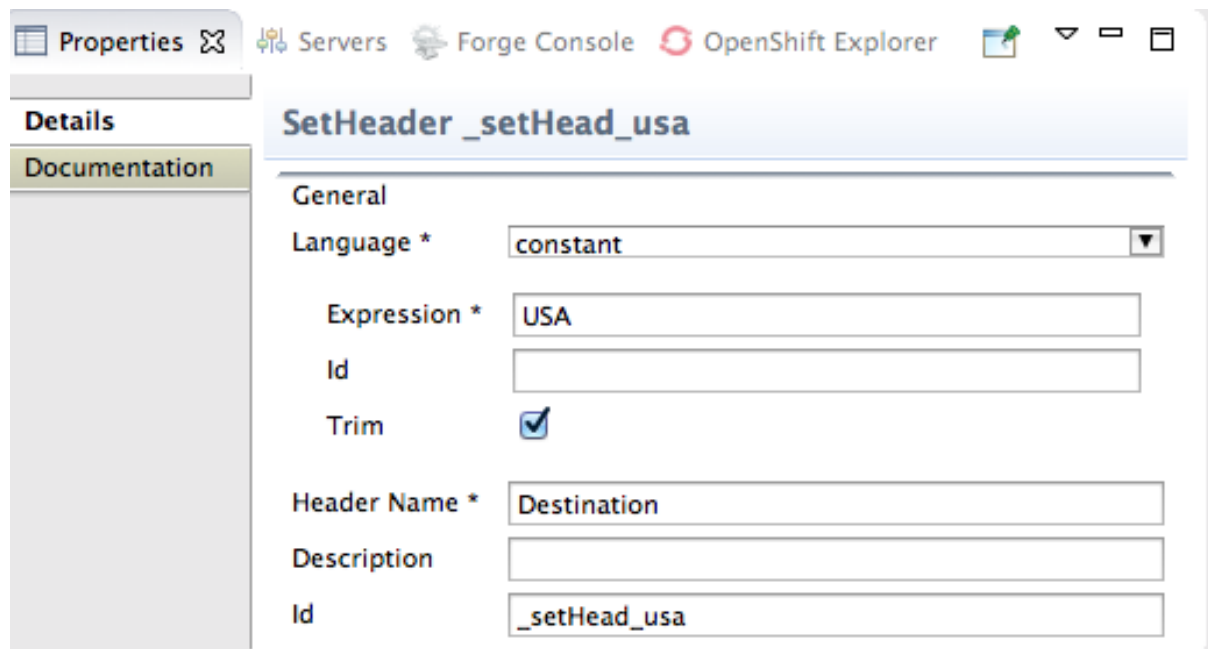 Properties Servers Forge Console OpenShift Explorer
Details
Documentation
SetHeader _setHead_usa
General
Language * constant
Expression * USA
Id
Trim
Header Name * Destination
Description
Id _setHead_usa